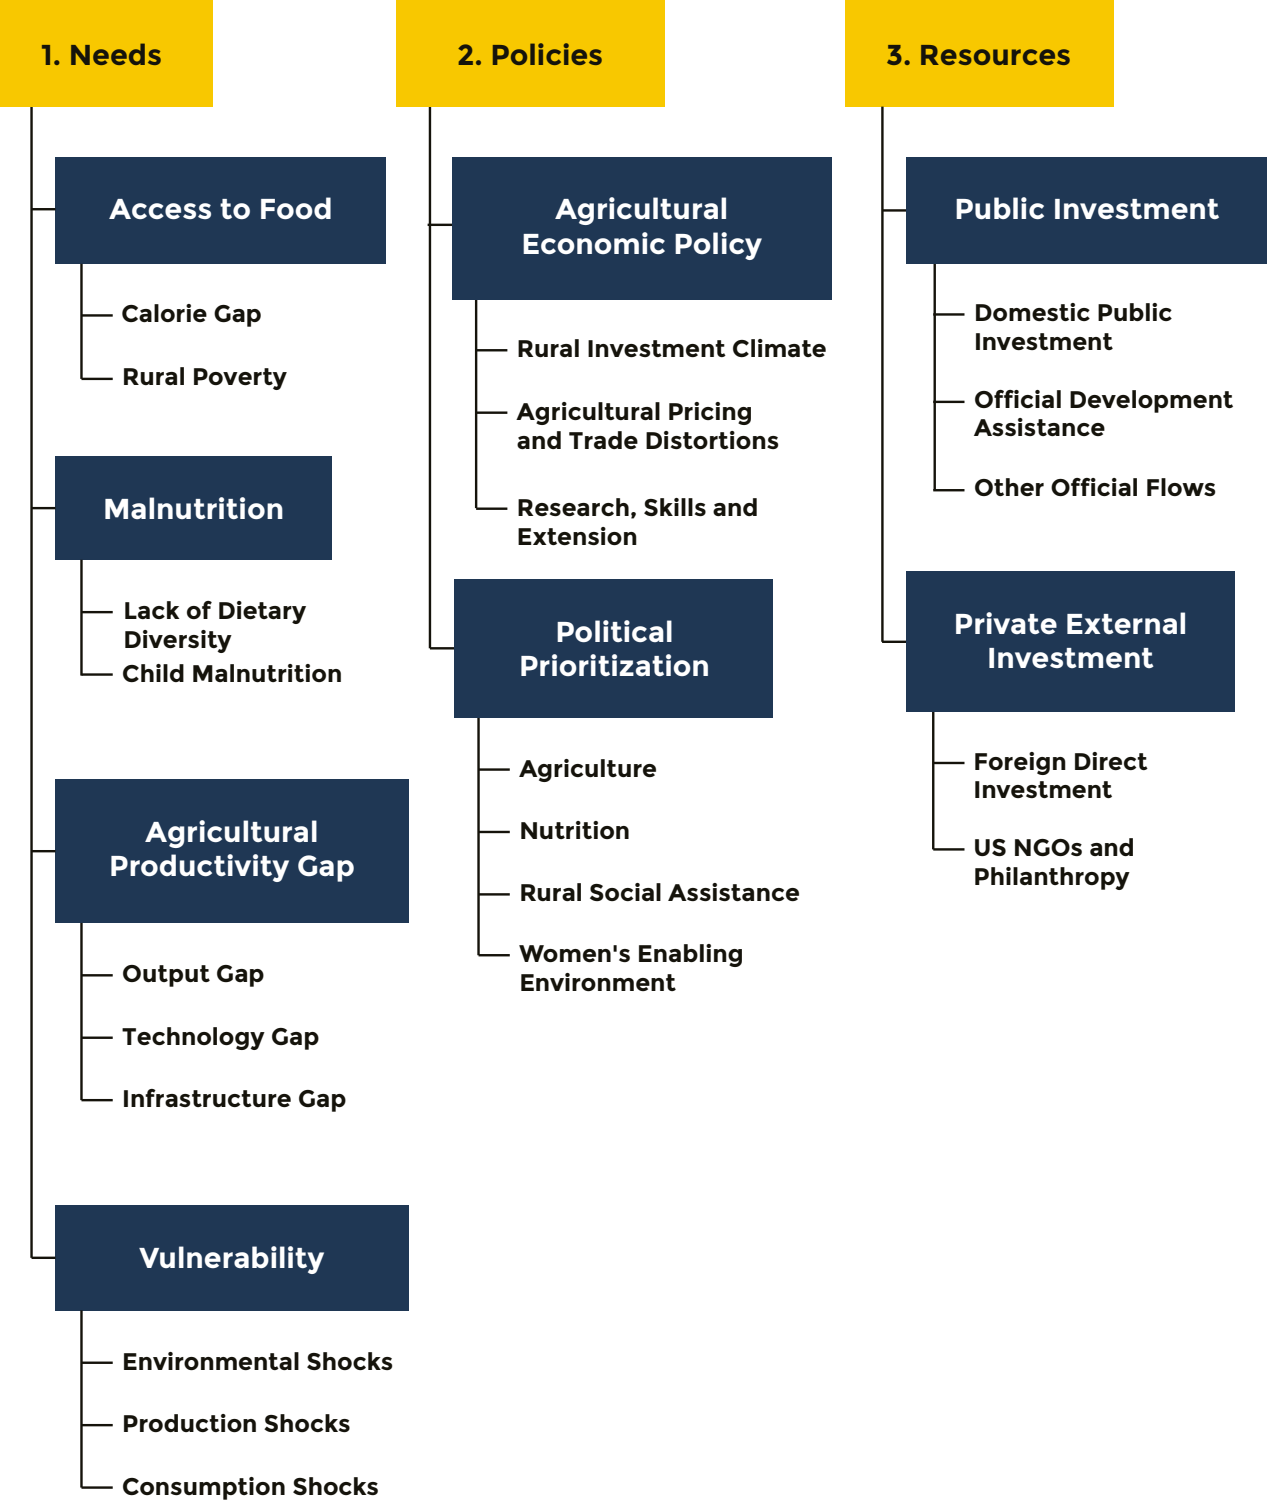 1. Needs
Access to Food
Calorie Gap
Rural Poverty
Malnutrition
Lack of Dietary
Diversity
Child Malnutrition
Agricultural
Productivity Gap
Output Gap
Technology Gap
Infrastructure Gap
Vulnerability
Environmental Shocks
Production Shocks
Consumption Shocks
2. Policies
Agricultural
Economic Policy
Rural Investment Climate
Agricultural Pricing
and Trade Distortions
Research, Skills and
Extension
Political
Prioritization
Agriculture
Nutrition
Rural Social Assistance
Women's Enabling
Environment
3. Resources
Public Investment
Domestic Public
Investment
Official Development
Assistance
Other Official Flows
Private External
Investment
Foreign Direct
Investment
US NGOs and
Philanthropy